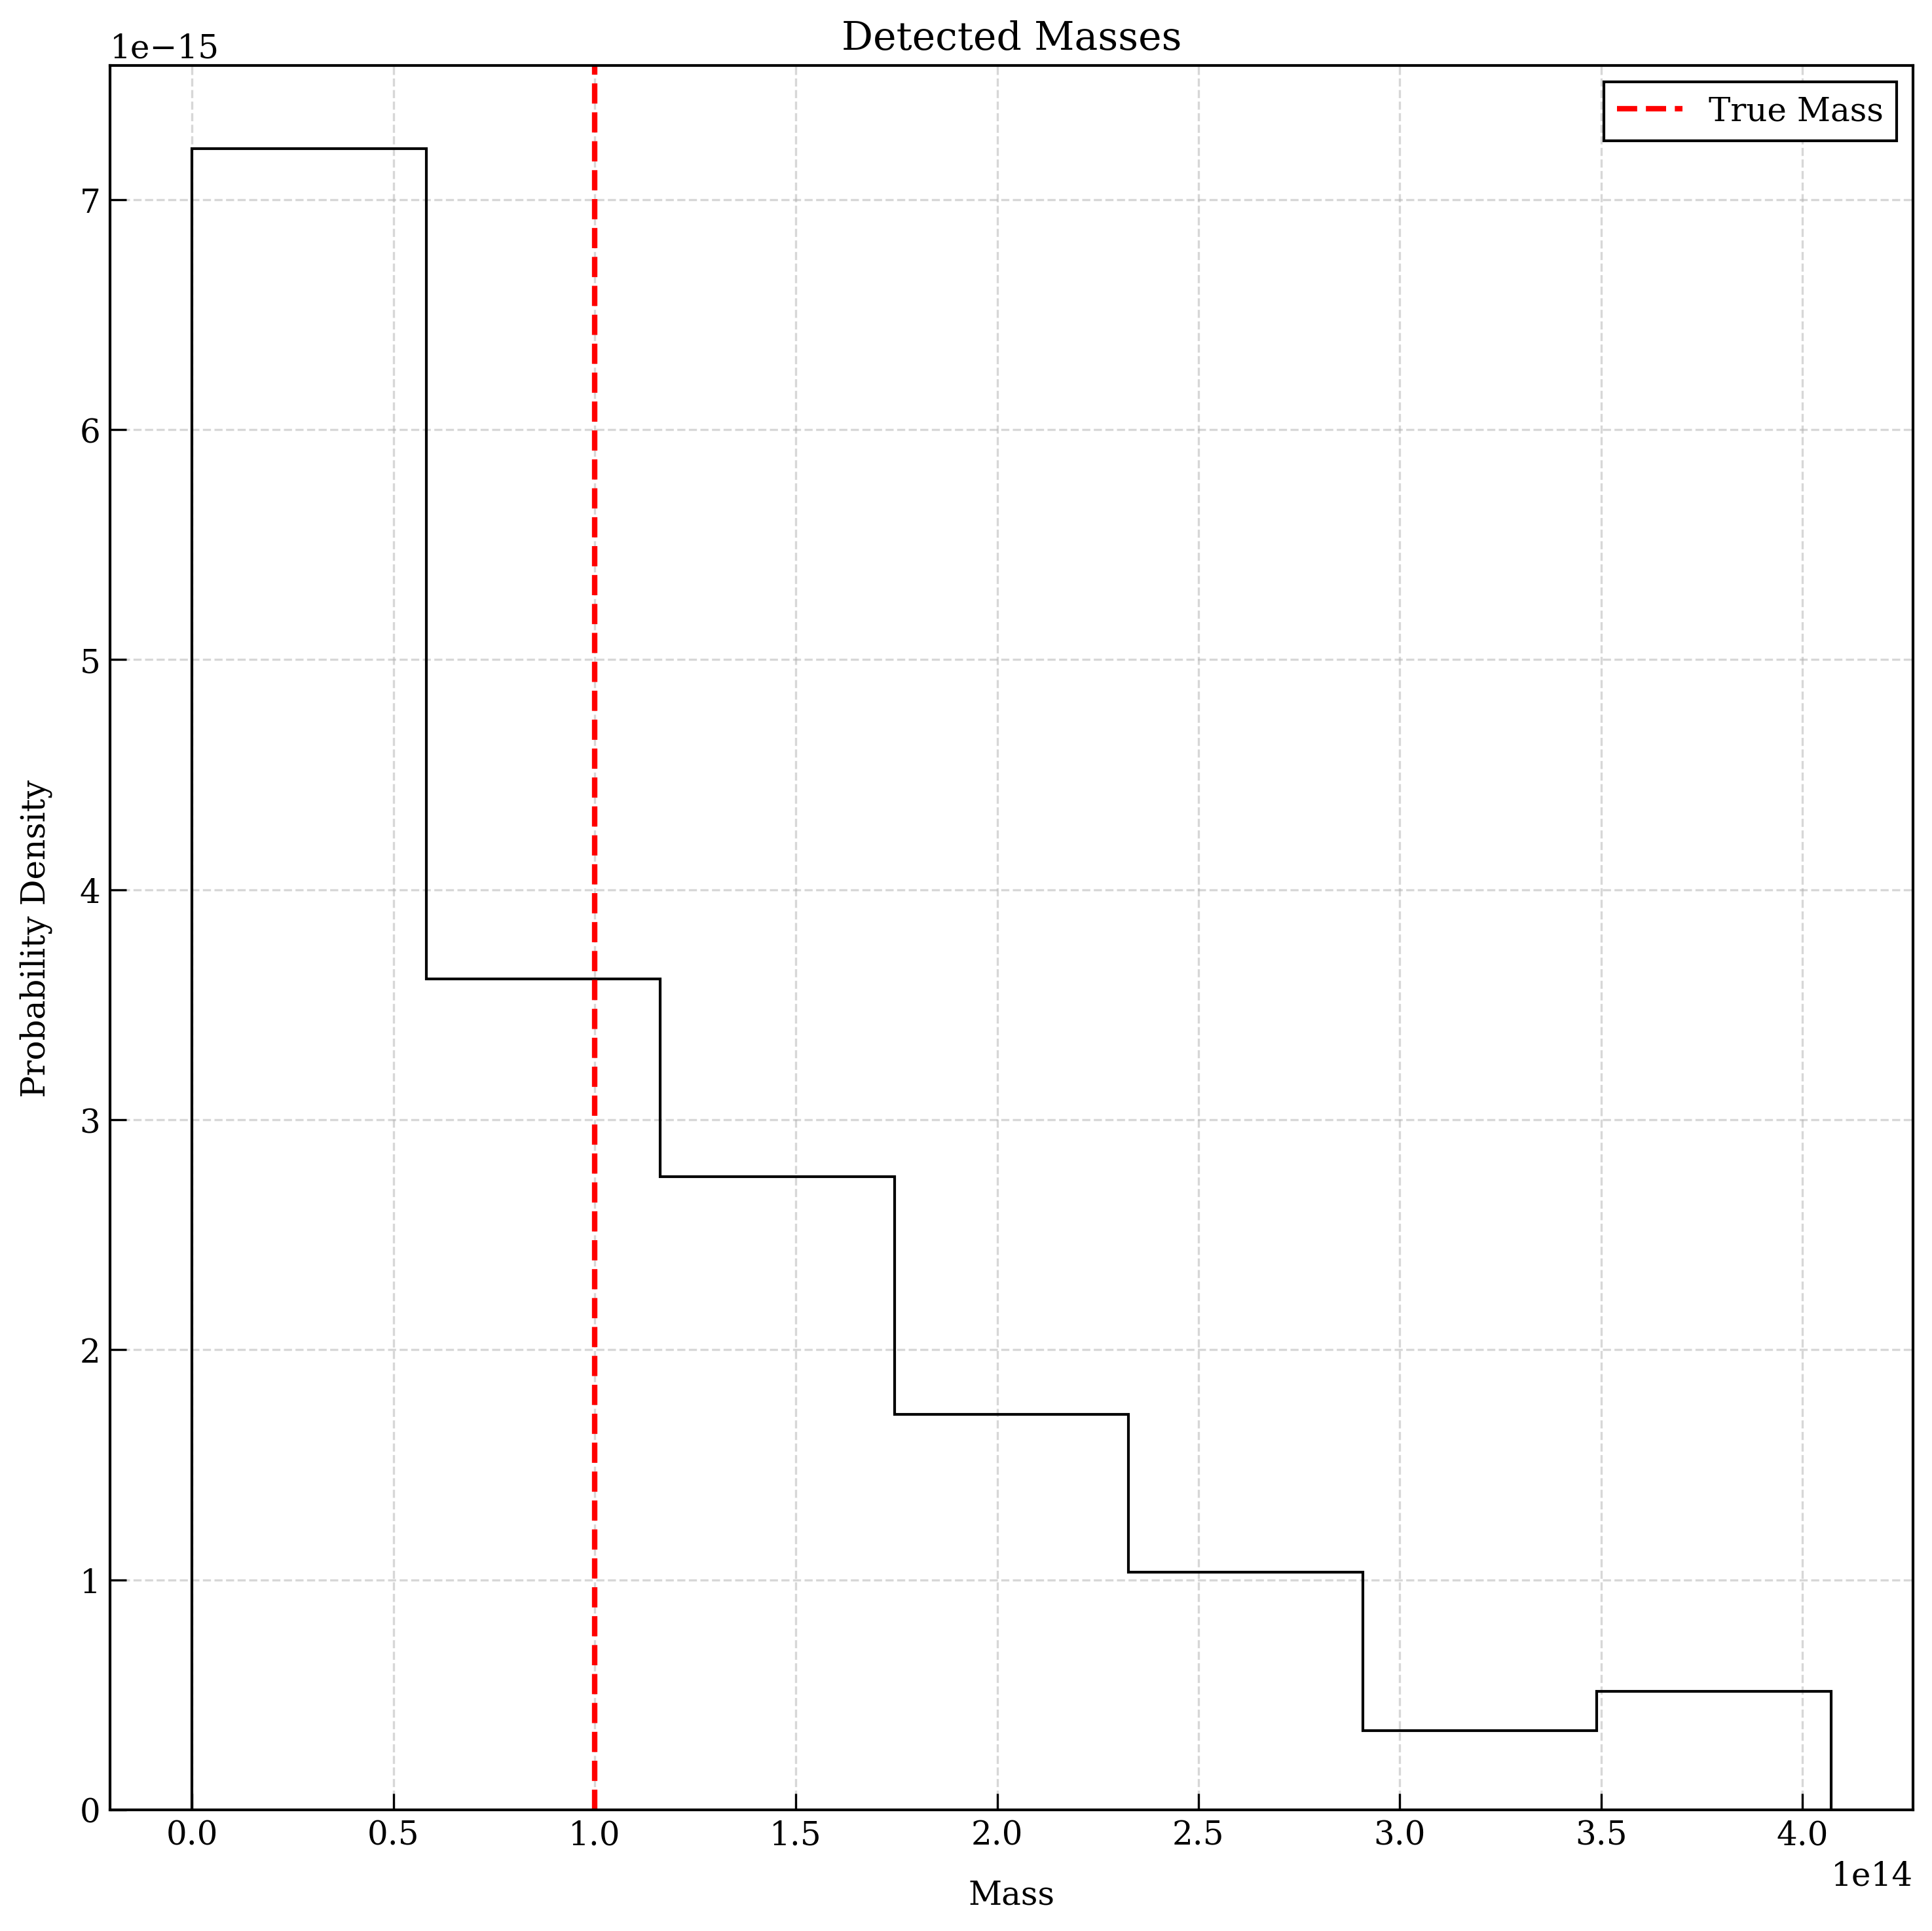 Detected Masses
1e−15
True Mass
7
6
5
4
3
2
1
0
Probability Density
0.0 0.5 1.0 1.5 2.0 2.5 3.0 3.5 4.0
1e14
Mass